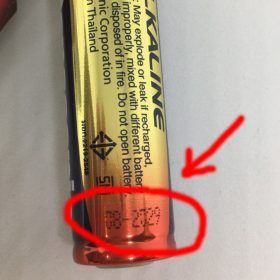 ALKALINE
: May explode or leak if recharged,
improperly, mixed with different batter
disposed of in fire. Do not open batter
nic Corporation
n Thailand
08-2029